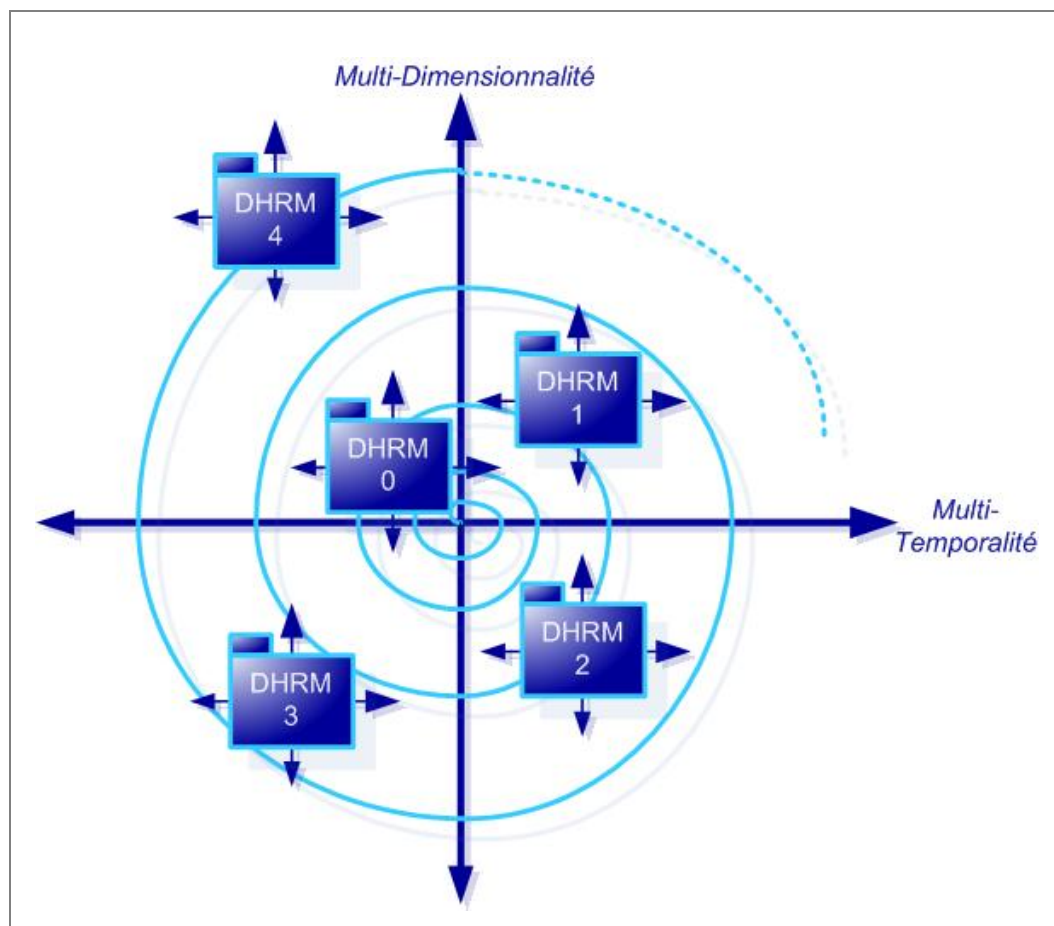 Multi-Dimensionnalité
DHRM
4
DHRM
1
DHRM
0
Multi-
Temporalité
DHRM
2
DHRM
3